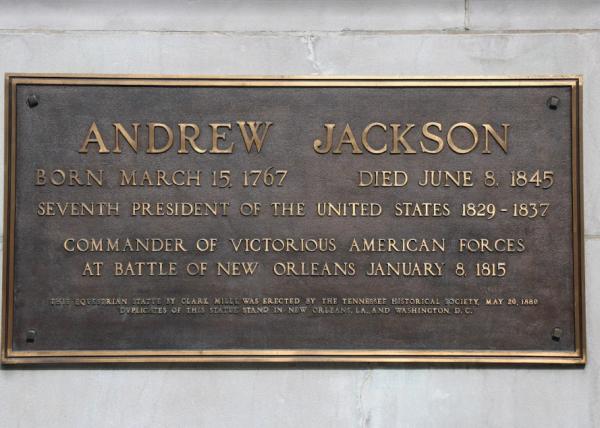 ANDREW JACKSON
BORN MARCH 15, 1767 DIED JUNE 8, 1845
SEVENTH PRESIDENT OF THE UNITED STATES 1829-1837
COMMANDER OF VICTORIOUS AMERICAN FORCES
AT BATTLE OF NEW ORLEANS JANUARY 8, 1815
THIS EQUESTRIAN STATUE BY CLARK MILLS WAS ERECTED BY THE TENNESSEE HISTORICAL SOCIETY, MAY 20, 1880
DUPLICATES OF THIS STATUE STAND IN NEW ORLEANS, LA., AND WASHINGTON, D.C.